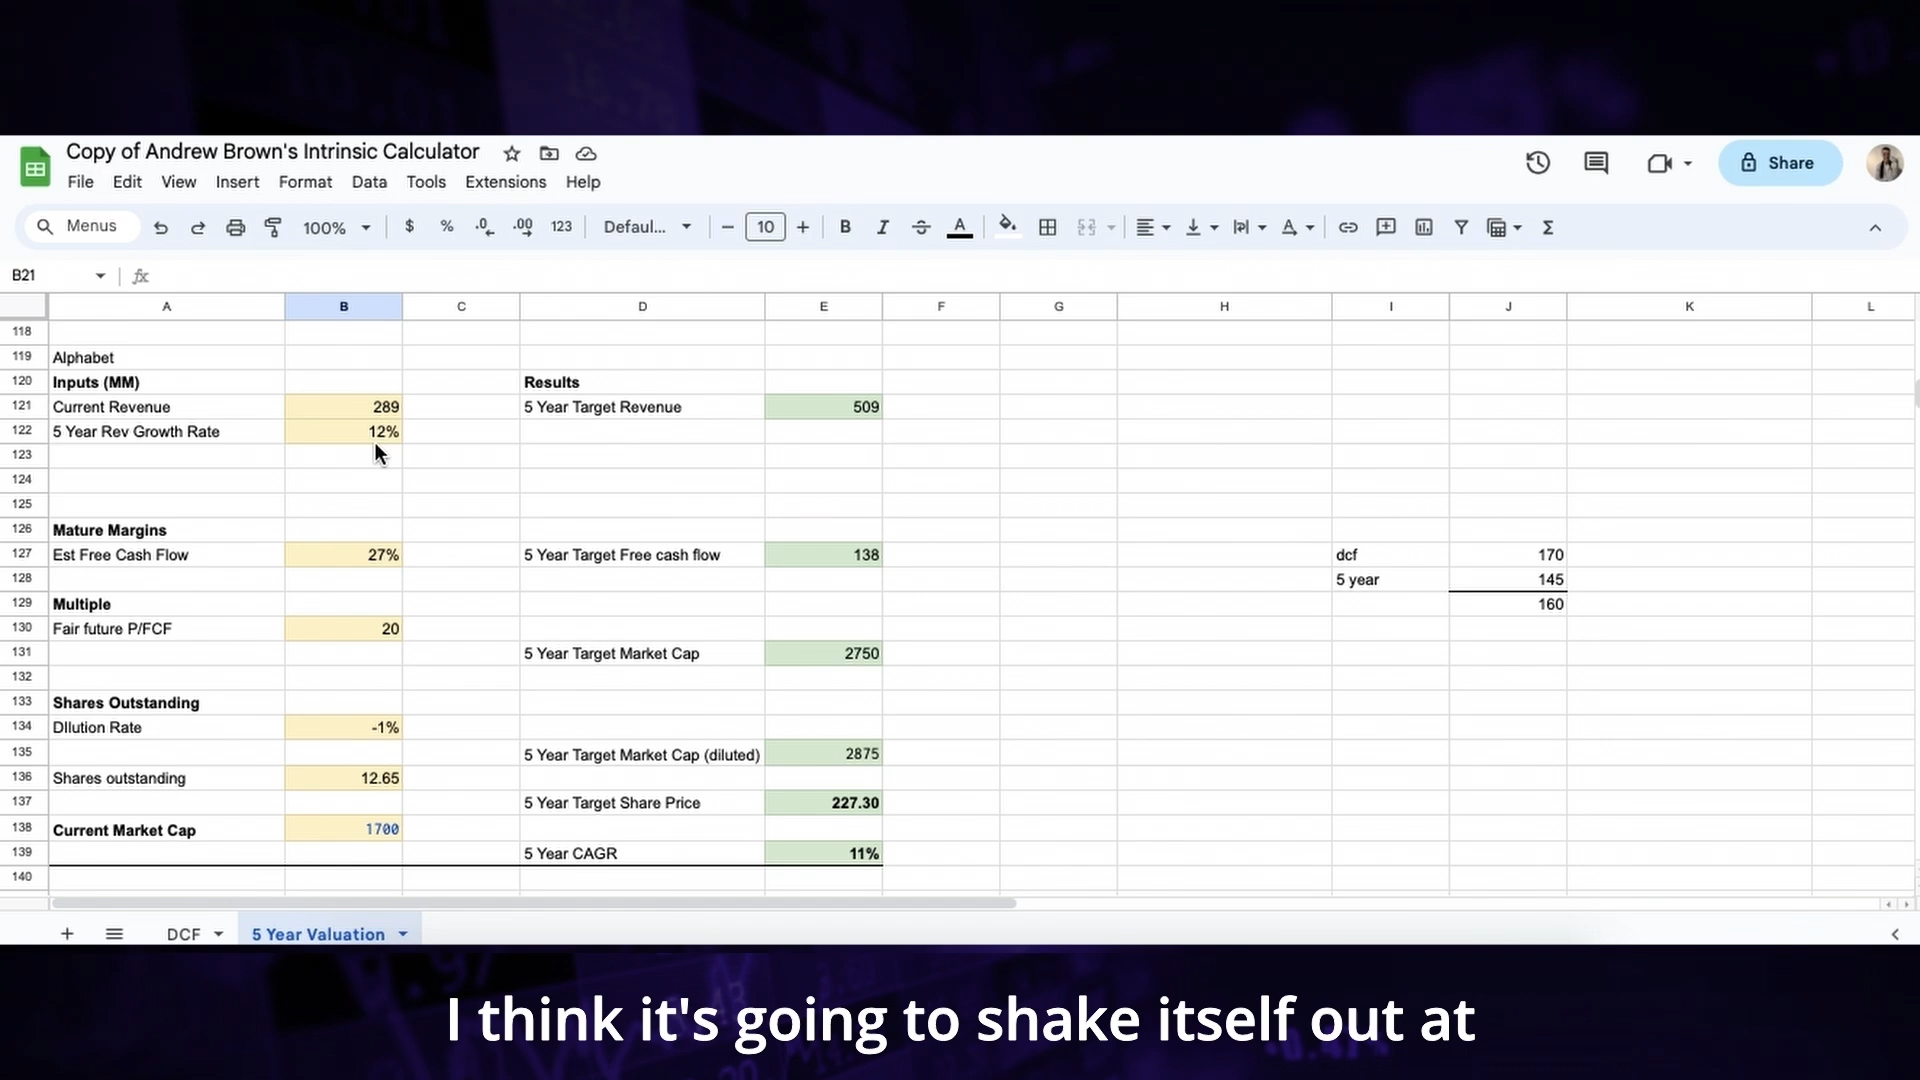 Copy of Andrew Brown's Intrinsic Calculator
File Edit View Insert Format Data Tools Extensions Help
Share
Menus 100% $ % .0 .00 123 Defaul... 10 B I A
B21 fx
A B C D E F G H I J K L
118
119 Alphabet
120 Inputs (MM) Results
121 Current Revenue 289 5 Year Target Revenue 509
122 5 Year Rev Growth Rate 12%
123
124
125
126 Mature Margins
127 Est Free Cash Flow 27% 5 Year Target Free cash flow 138 dcf 170
128 5 year 145
129 Multiple 160
130 Fair future P/FCF 20
131 5 Year Target Market Cap 2750
132
133 Shares Outstanding
134 DIlution Rate -1%
135 5 Year Target Market Cap (diluted) 2875
136 Shares outstanding 12.65
137 5 Year Target Share Price 227.30
138 Current Market Cap 1700
139 5 Year CAGR 11%
140
DCF 5 Year Valuation
I think it's going to shake itself out at